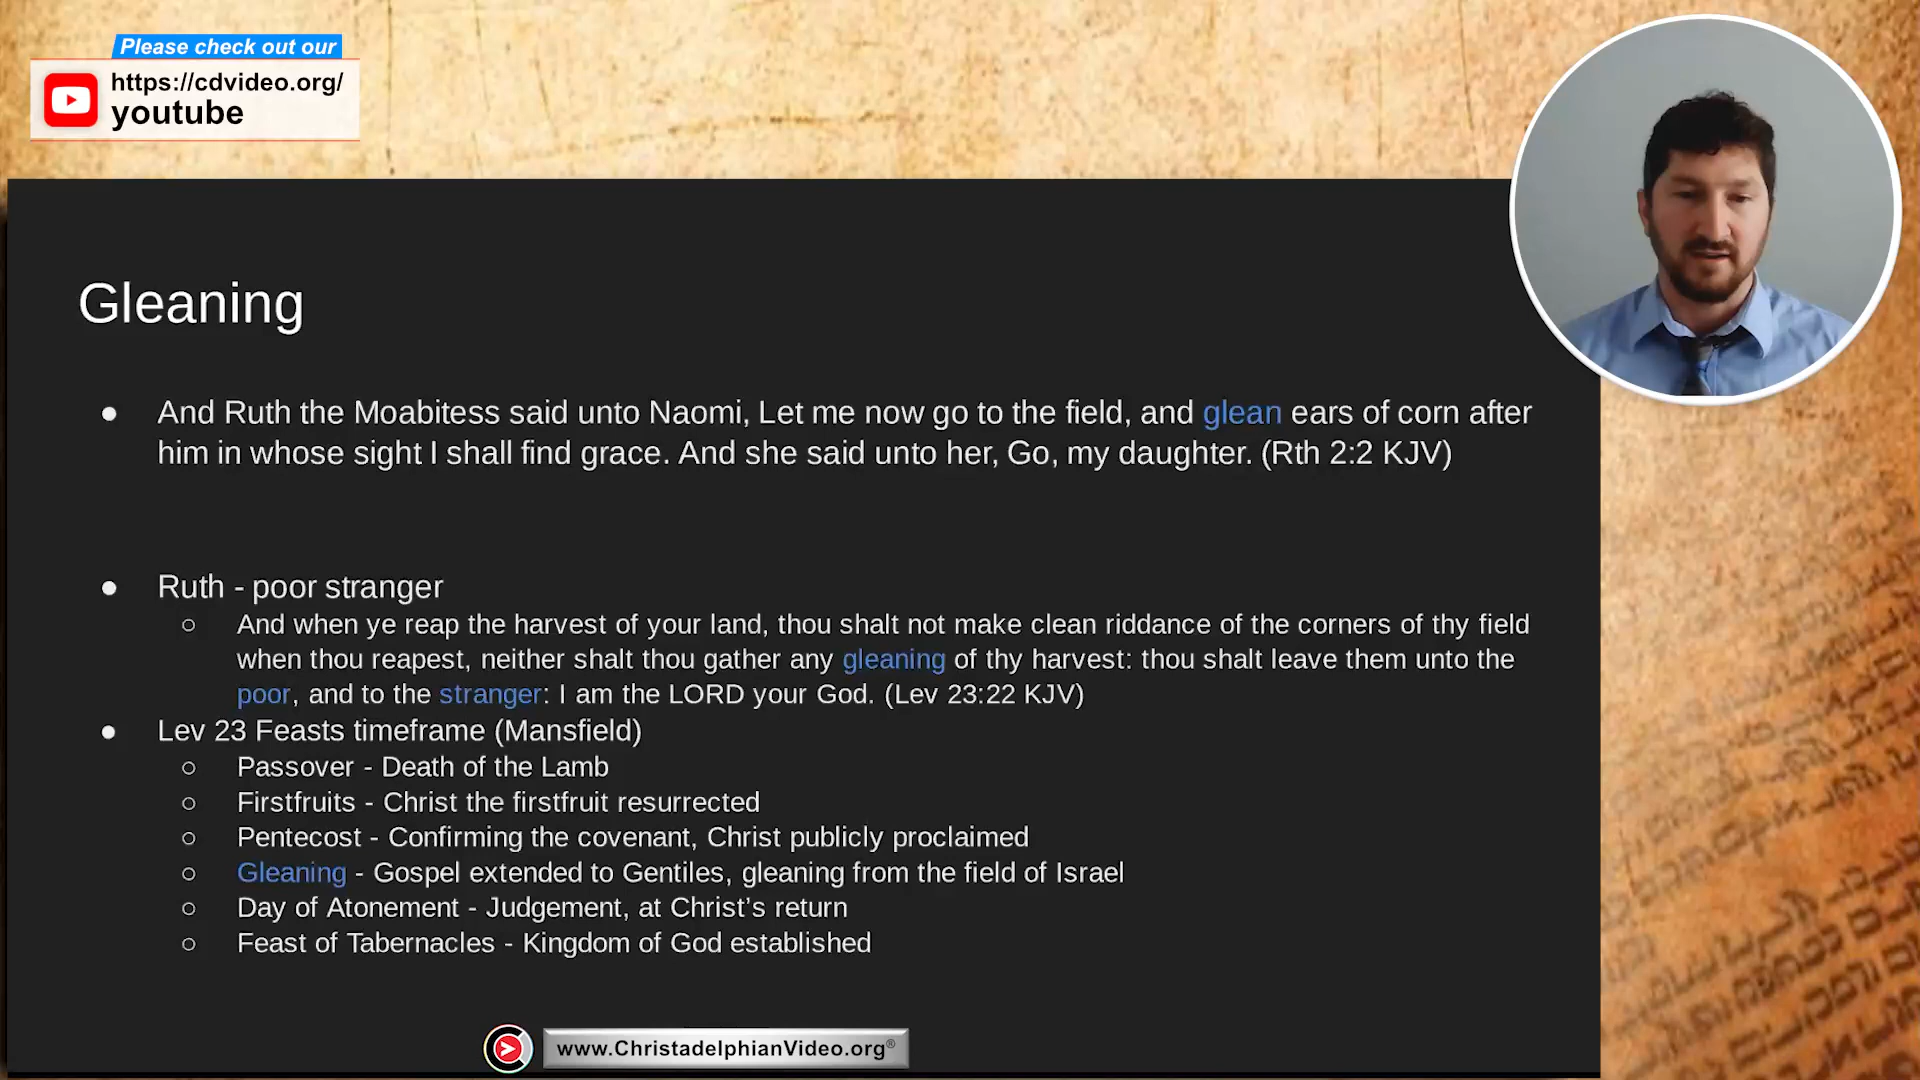 Please check out our
https://cdvideo.org/
youtube
Gleaning
● And Ruth the Moabitess said unto Naomi, Let me now go to the field, and glean ears of corn after
him in whose sight I shall find grace. And she said unto her, Go, my daughter. (Rth 2:2 KJV)
● Ruth - poor stranger
○ And when ye reap the harvest of your land, thou shalt not make clean riddance of the corners of thy field
when thou reapest, neither shalt thou gather any gleaning of thy harvest: thou shalt leave them unto the
poor, and to the stranger: I am the LORD your God. (Lev 23:22 KJV)
● Lev 23 Feasts timeframe (Mansfield)
○ Passover - Death of the Lamb
○ Firstfruits - Christ the firstfruit resurrected
○ Pentecost - Confirming the covenant, Christ publicly proclaimed
○ Gleaning - Gospel extended to Gentiles, gleaning from the field of Israel
○ Day of Atonement - Judgement, at Christ’s return
○ Feast of Tabernacles - Kingdom of God established
www.ChristadelphianVideo.org®